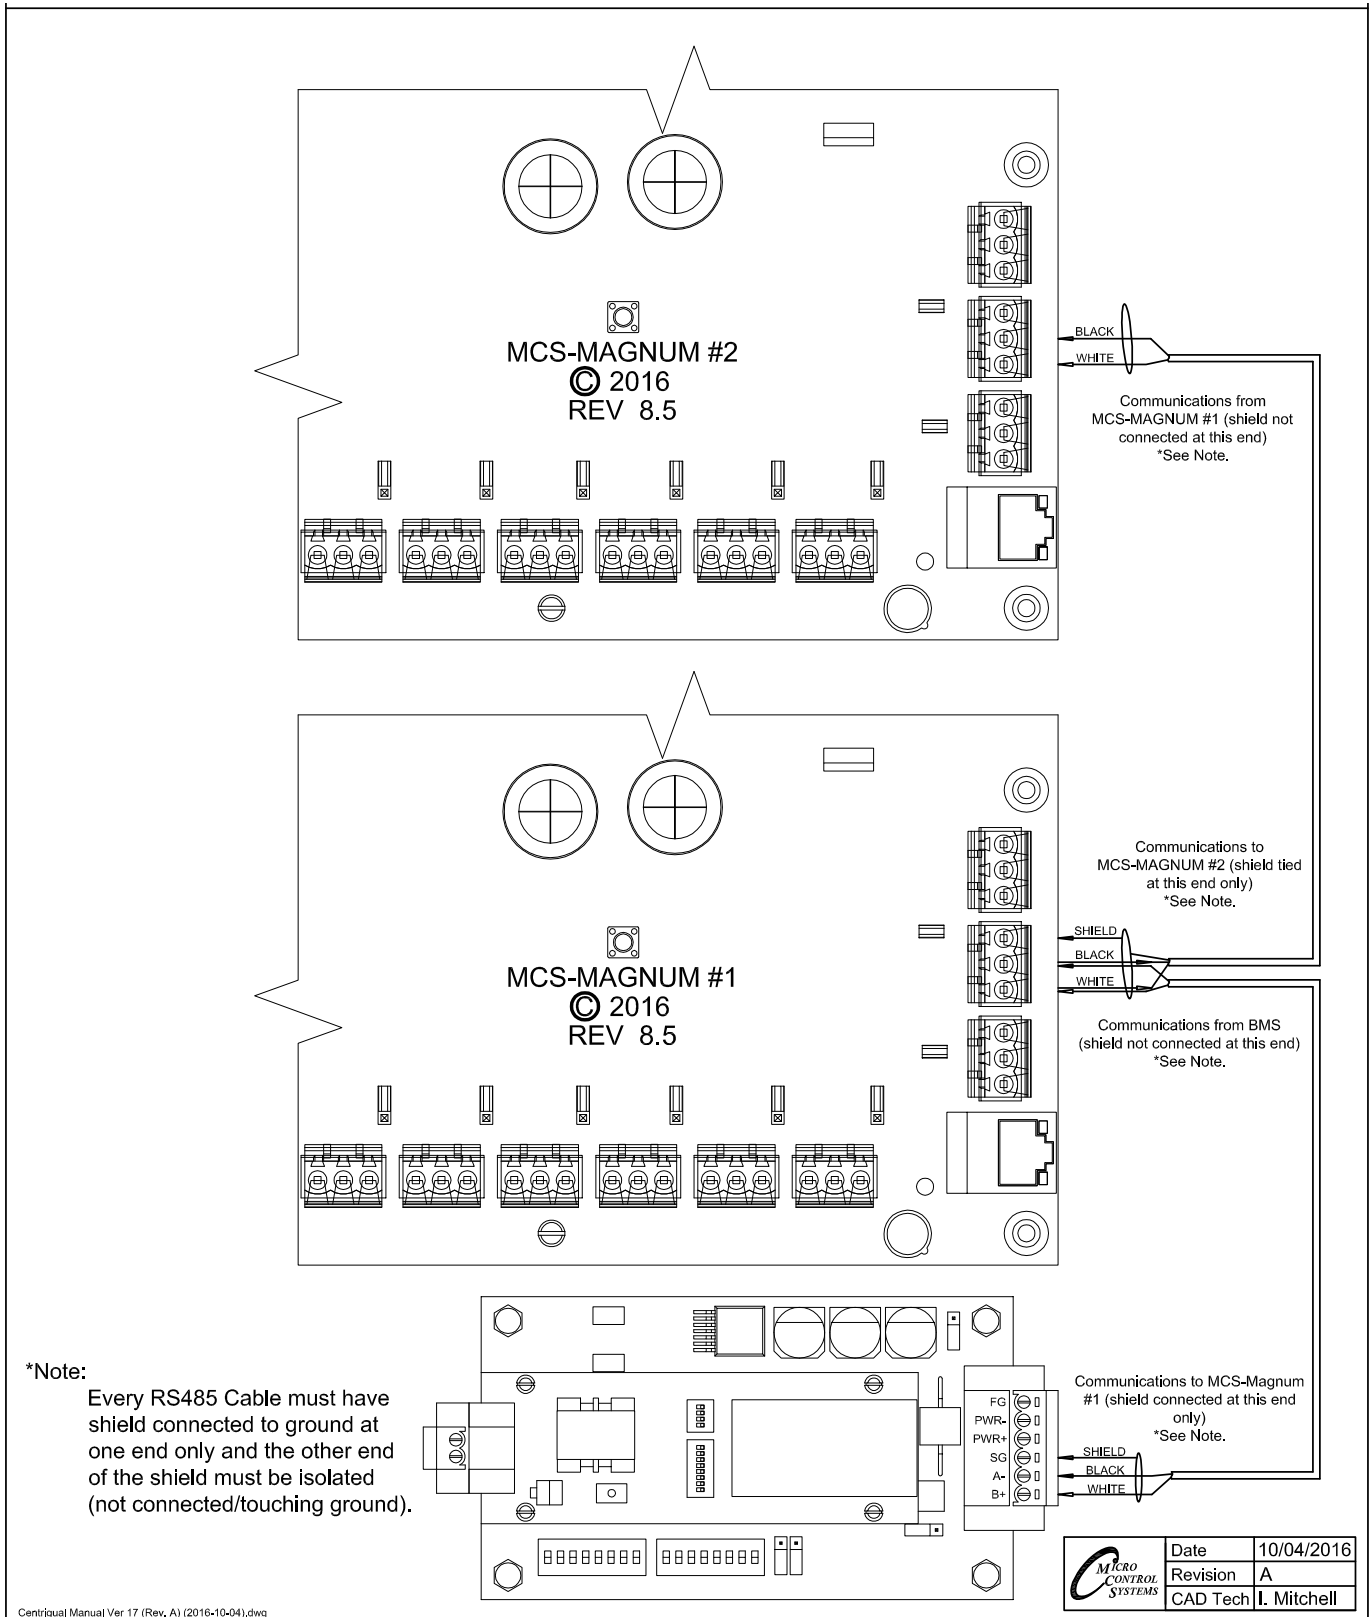 MCS-MAGNUM #2
© 2016
REV 8.5
BLACK
WHITE
Communications from
MCS-MAGNUM #1 (shield not
connected at this end)
*See Note.
MCS-MAGNUM #1
© 2016
REV 8.5
Communications to
MCS-MAGNUM #2 (shield tied
at this end only)
*See Note.
SHIELD
BLACK
WHITE
Communications from BMS
(shield not connected at this end)
*See Note.
*Note:
Every RS485 Cable must have
shield connected to ground at
one end only and the other end
of the shield must be isolated
(not connected/touching ground).
FG
PWR-
PWR+
SG
A-
B+
Communications to MCS-Magnum
#1 (shield connected at this end
only)
*See Note.
SHIELD
BLACK
WHITE
MICRO
CONTROL
SYSTEMS
Date 10/04/2016
Revision A
CAD Tech I. Mitchell
Centriqual Manual Ver 17 (Rev. A) (2016-10-04).dwg